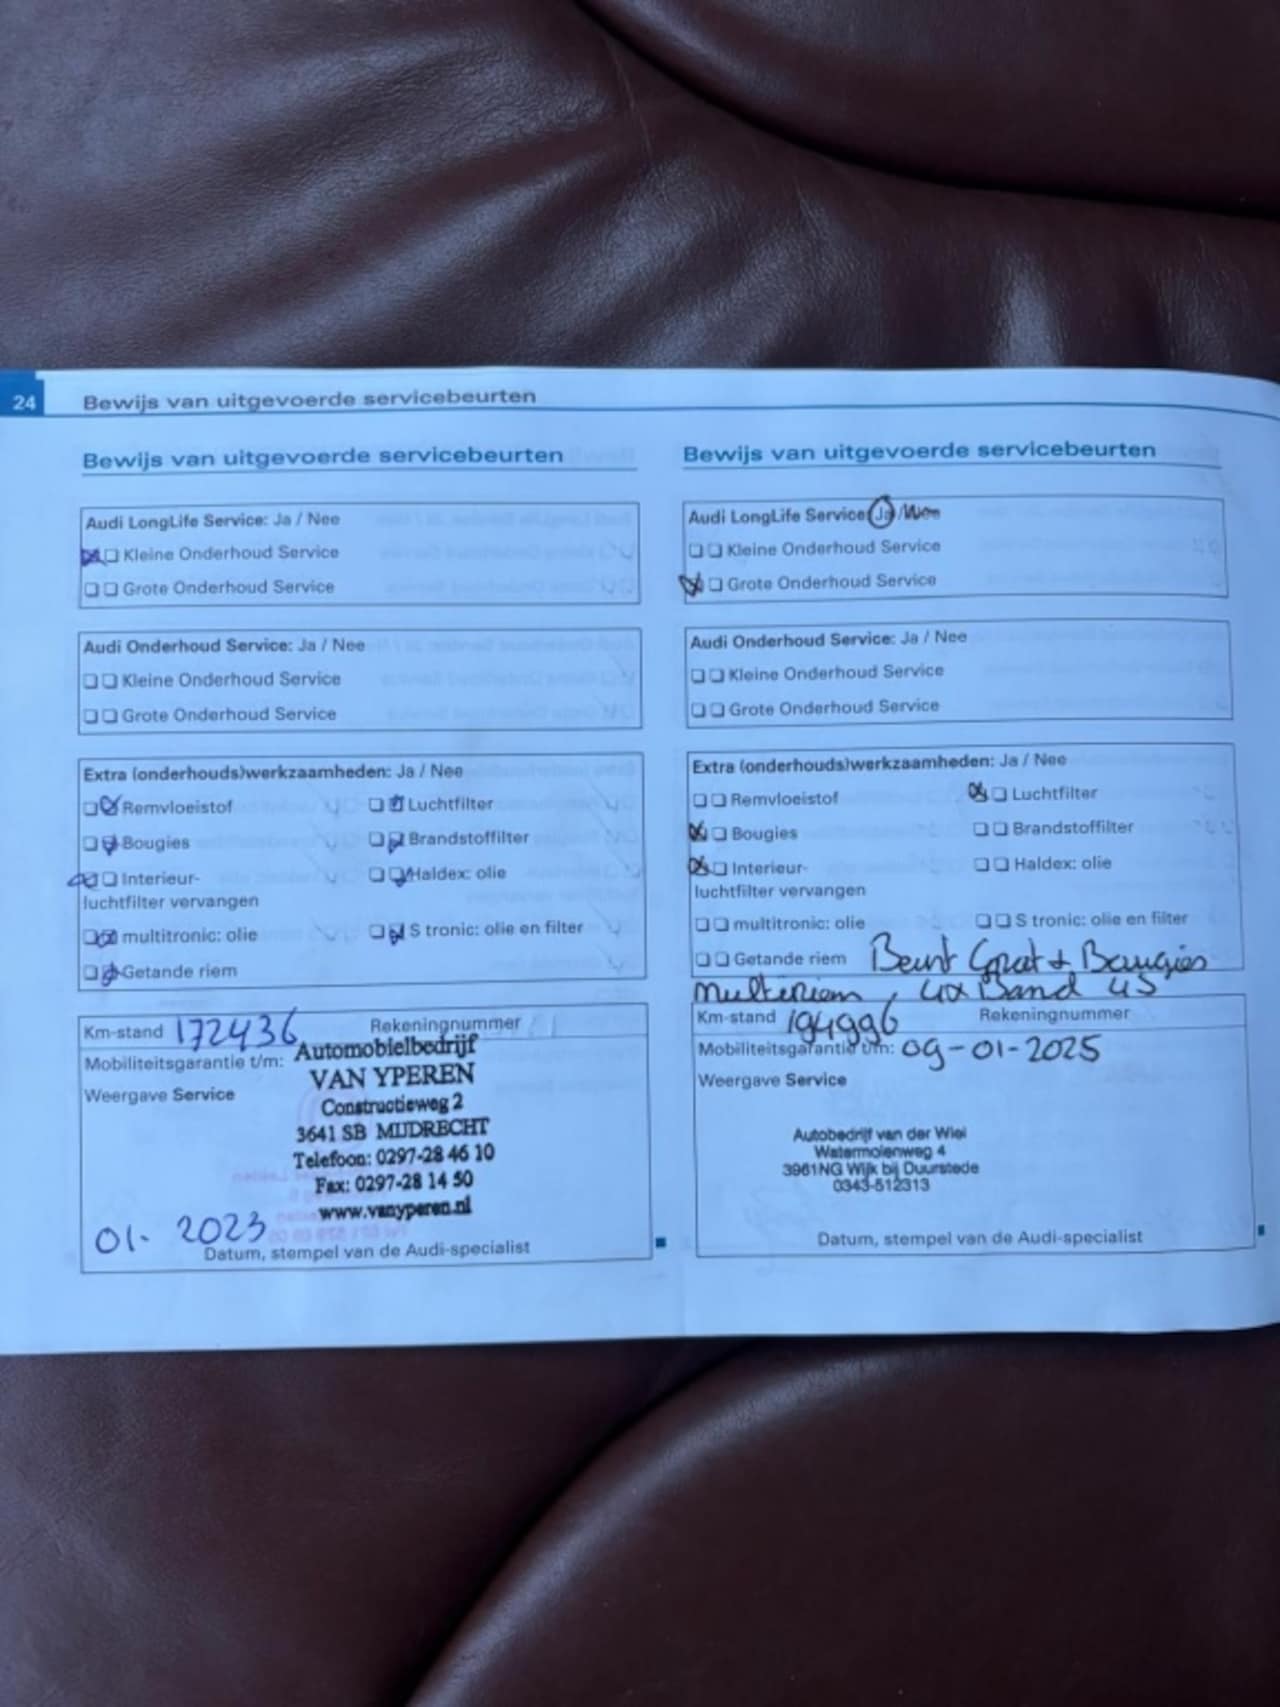 24 Bewijs van uitgevoerde servicebeurten
Bewijs van uitgevoerde servicebeurten
Audi LongLife Service: Ja / Nee
Kleine Onderhoud Service
Grote Onderhoud Service
Audi Onderhoud Service: Ja / Nee
Kleine Onderhoud Service
Grote Onderhoud Service
Extra (onderhouds)werkzaamheden: Ja / Nee
Remvloeistof Luchtfilter
Bougies Brandstoffilter
Interieur- Haldex: olie
luchtfilter vervangen
multitronic: olie S tronic: olie en filter
Getande riem
Km-stand 172436 Rekeningnummer
Mobiliteitsgarantie t/m:
Weergave Service
Automobielbedrijf
VAN YPEREN
Constructieweg 2
3641 SB MIJDRECHT
Telefoon: 0297-28 46 10
Fax: 0297-28 14 50
www.vanyperen.nl
01- 2023
Datum, stempel van de Audi-specialist
Bewijs van uitgevoerde servicebeurten
Audi LongLife Service: Ja / Nee
Kleine Onderhoud Service
Grote Onderhoud Service
Audi Onderhoud Service: Ja / Nee
Kleine Onderhoud Service
Grote Onderhoud Service
Extra (onderhouds)werkzaamheden: Ja / Nee
Remvloeistof Luchtfilter
Bougies Brandstoffilter
Interieur- Haldex: olie
luchtfilter vervangen
multitronic: olie S tronic: olie en filter
Getande riem Beurt Groot + Bougies
multiriem, 4x Band 45
Km-stand 194996 Rekeningnummer
Mobiliteitsgarantie t/m: 09-01-2025
Weergave Service
Autobedrijf van der Wiel
Watermolenweg 4
3961NG Wijk bij Duurstede
0343-512313
Datum, stempel van de Audi-specialist